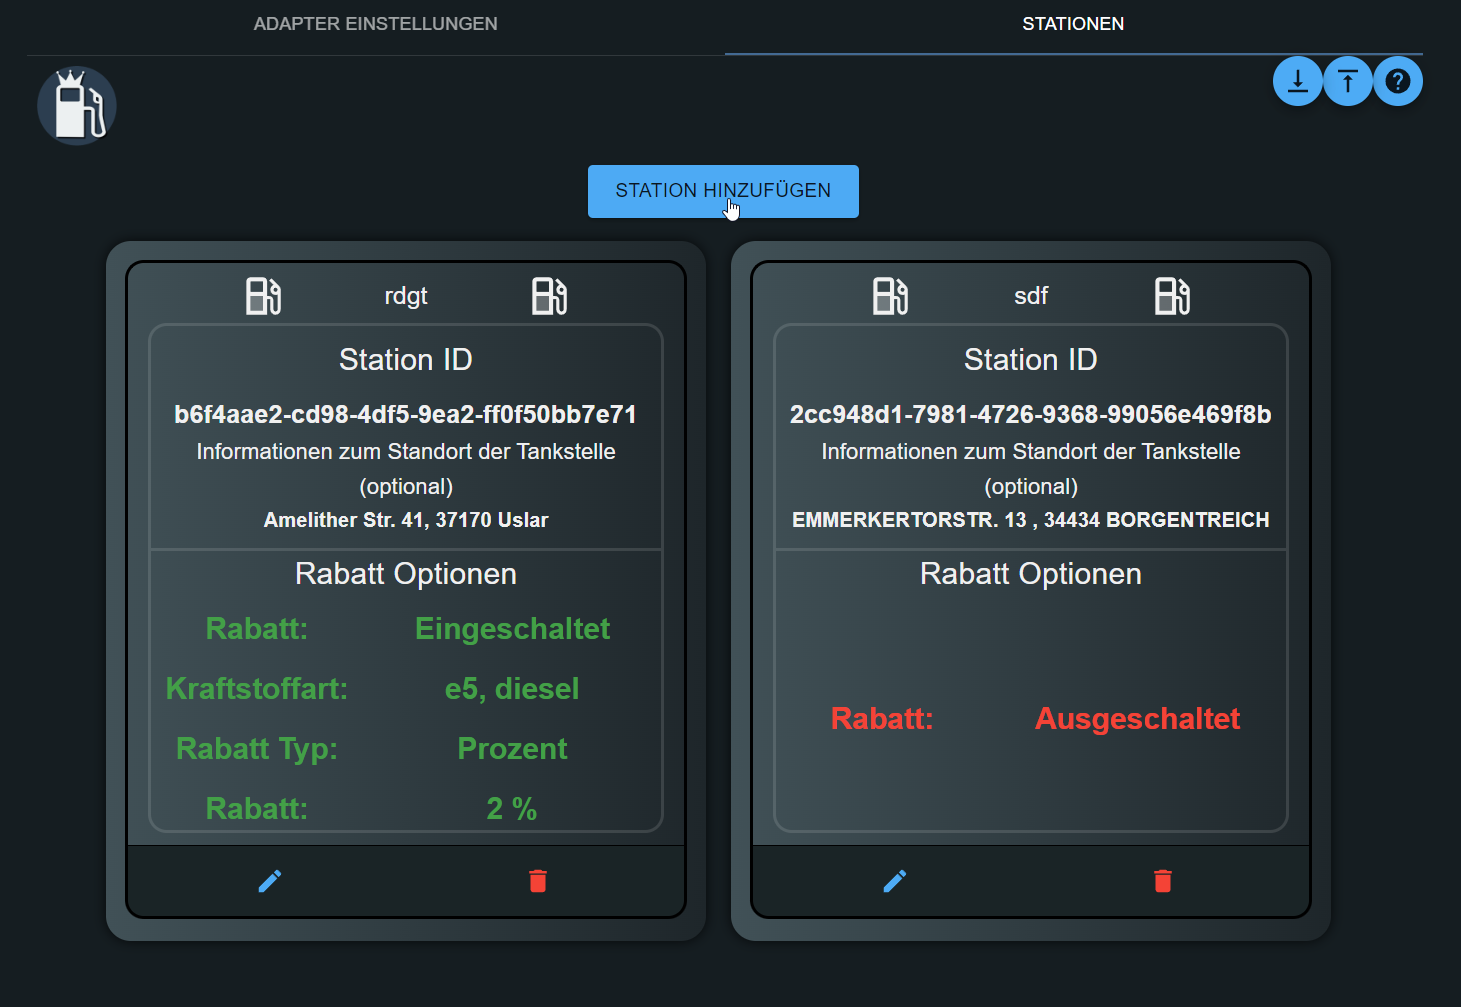 ADAPTER EINSTELLUNGEN
STATIONEN
STATION HINZUFÜGEN
rdgt
Station ID
b6f4aae2-cd98-4df5-9ea2-ff0f50bb7e71
Informationen zum Standort der Tankstelle
(optional)
Amelither Str. 41, 37170 Uslar
Rabatt Optionen
Rabatt: Eingeschaltet
Kraftstoffart: e5, diesel
Rabatt Typ: Prozent
Rabatt: 2 %
sdf
Station ID
2cc948d1-7981-4726-9368-99056e469f8b
Informationen zum Standort der Tankstelle
(optional)
EMMERKERTORSTR. 13 , 34434 BORGENTREICH
Rabatt Optionen
Rabatt: Ausgeschaltet